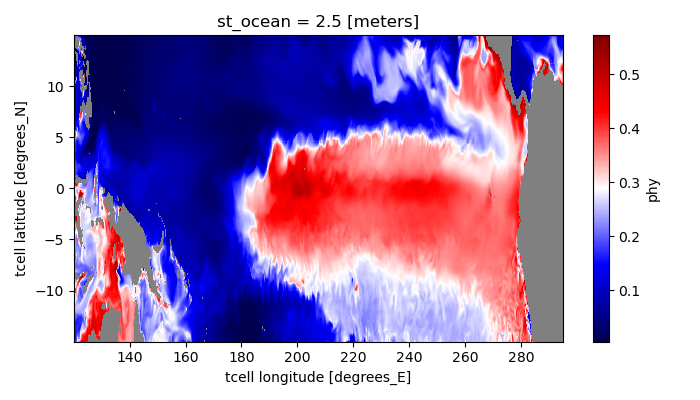 st_ocean = 2.5 [meters]
tcell latitude [degrees_N]
10
5
0
−5
−10
140 160 180 200 220 240 260 280
tcell longitude [degrees_E]
0.5
0.4
0.3
0.2
0.1
phy